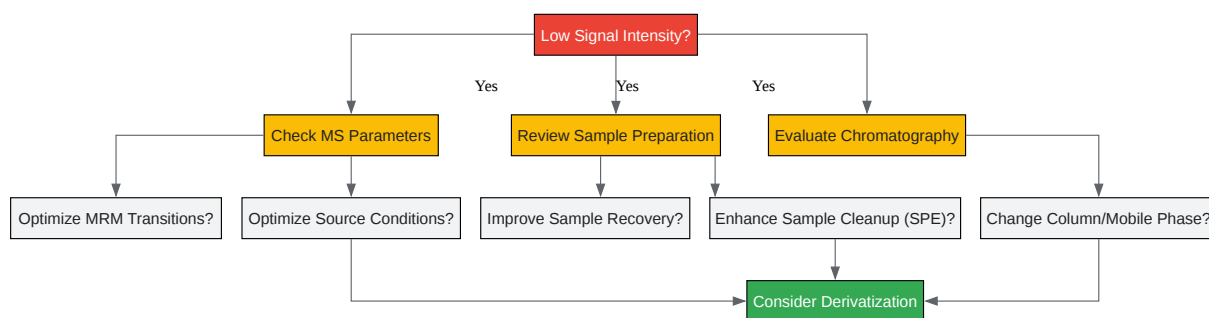 Low Signal Intensity?
Yes
Yes
Yes
Check MS Parameters
Review Sample Preparation
Evaluate Chromatography
Optimize MRM Transitions?
Optimize Source Conditions?
Improve Sample Recovery?
Enhance Sample Cleanup (SPE)?
Change Column/Mobile Phase?
Consider Derivatization